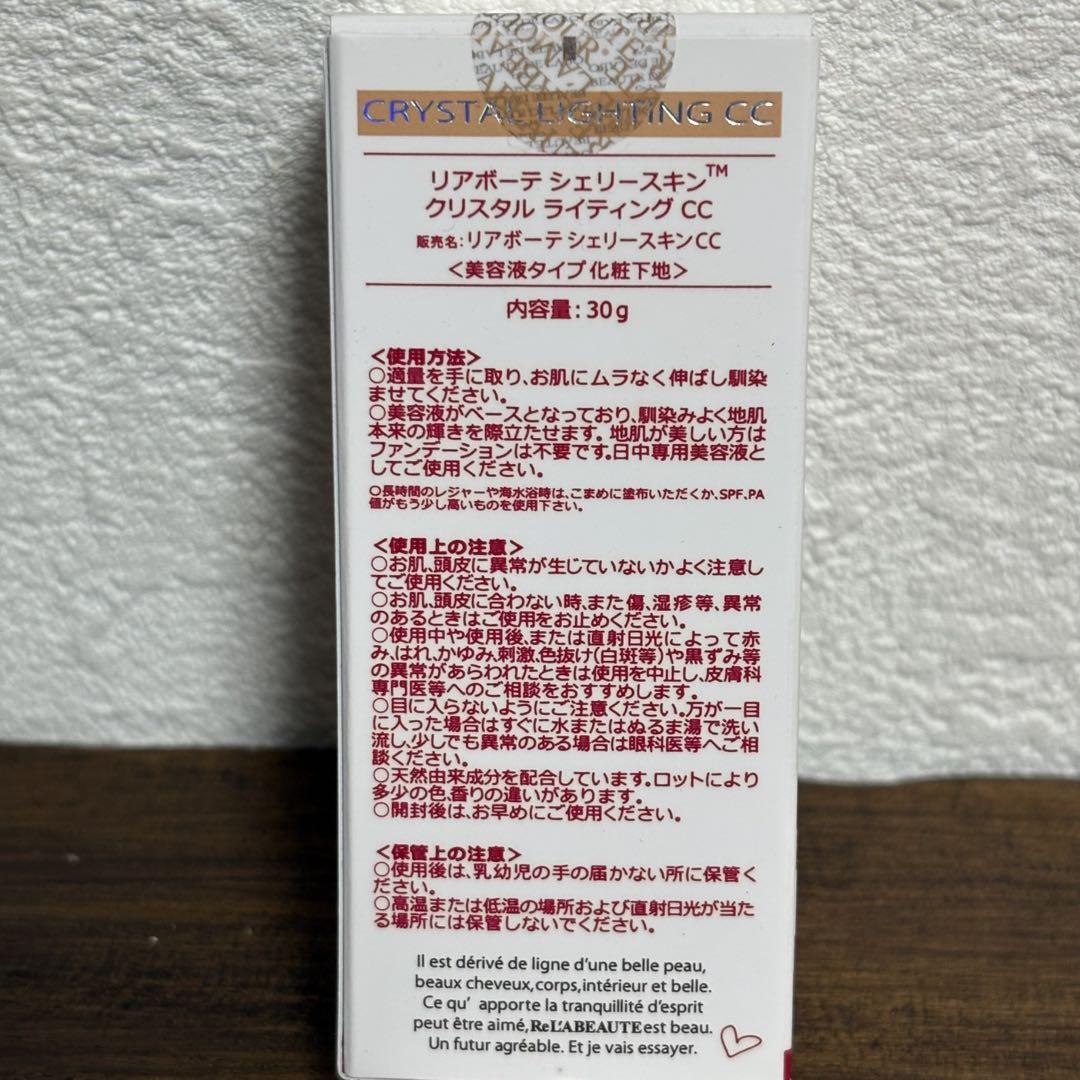 CRYSTAL LIGHTING CC
リアボーテ シェリースキン™
クリスタル ライティング CC
販売名:リアボーテ シェリースキンCC
<美容液タイプ 化粧下地>
内容量:30g
<使用方法>
○適量を手に取り、お肌にムラなく伸ばし馴染
ませてください。
○美容液がベースとなっており、馴染みよく地肌
本来の輝きを際立たせます。地肌が美しい方は
ファンデーションは不要です。日中専用美容液と
してご使用ください。
○長時間のレジャーや海水浴時は、こまめに塗布いただくか、SPF、PA
値がもう少し高いものを使用下さい。
<使用上の注意>
○お肌、頭皮に異常が生じていないかよく注意し
てご使用ください。
○お肌、頭皮に合わない時、また傷、湿疹等、異常
のあるときはご使用をお止めください。
○使用中や使用後、または直射日光によって赤
み、はれ、かゆみ、刺激、色抜け(白斑等)や黒ずみ等
の異常があらわれたときは使用を中止し、皮膚科
専門医等へのご相談をおすすめします。
○目に入らないようにご注意ください。万が一目
に入った場合はすぐに水またはぬるま湯で洗い
流し、少しでも異常のある場合は眼科医等へご相
談ください。
○天然由来成分を配合しています。ロットにより
多少の色、香りの違いがあります。
○開封後は、お早めにご使用ください。
<保管上の注意>
○使用後は、乳幼児の手の届かない所に保管く
ださい。
○高温または低温の場所および直射日光が当た
る場所には保管しないでください。
Il est dérivé de ligne d'une belle peau,
beaux cheveux,corps,intérieur et belle.
Ce qu' apporte la tranquillité d'esprit
peut être aimé,ReL'ABEAUTE est beau.
Un futur agréable. Et je vais essayer.